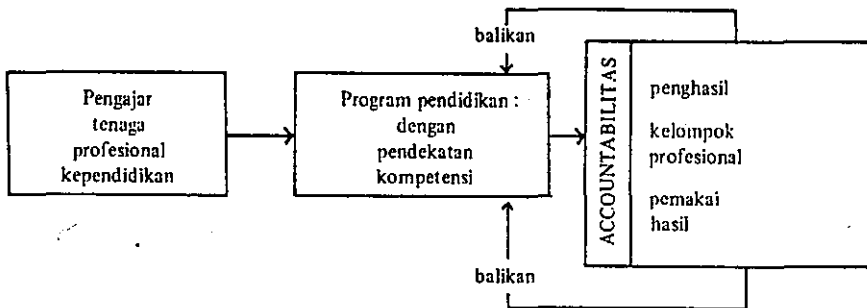 balikan
Pengajar
tenaga
profesional
kependidikan
Program pendidikan :
dengan
pendekatan
kompetensi
ACCOUNTABILITAS
penghasil
kelompok
profesional
pemakai
hasil
balikan